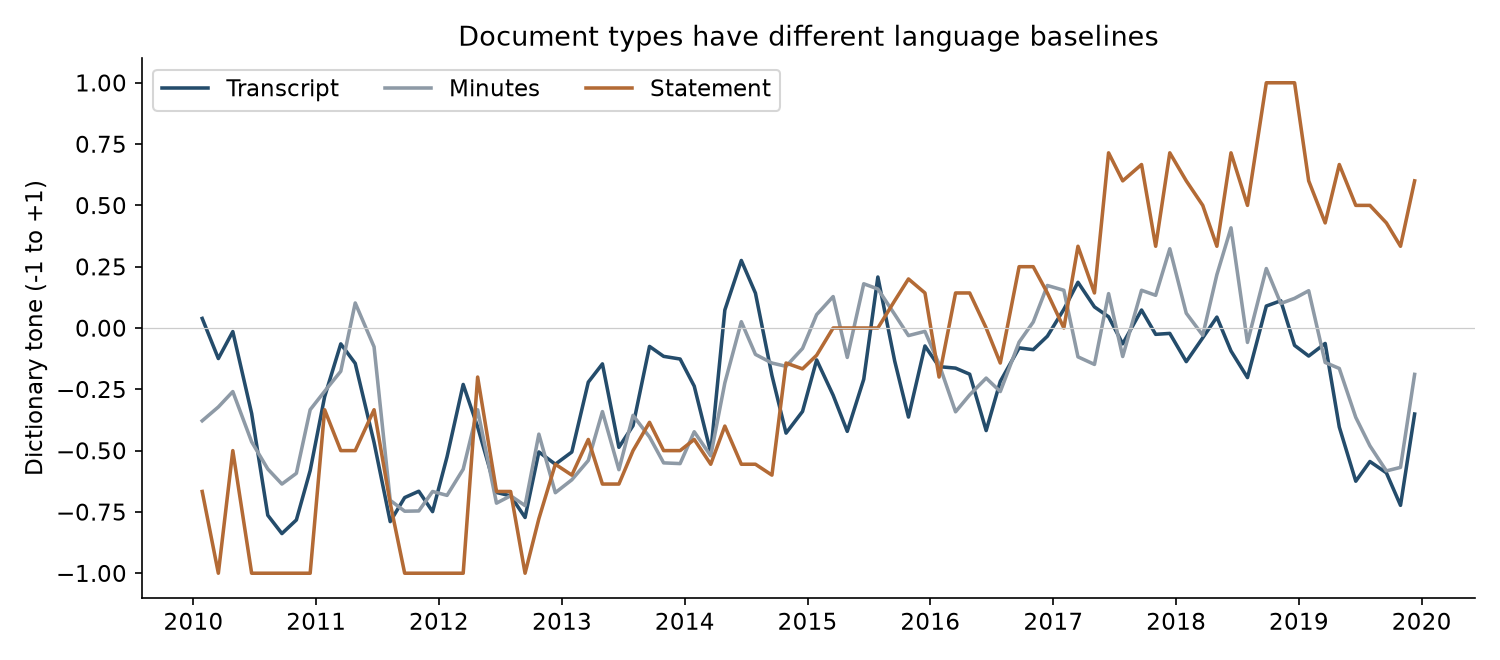 Document types have different language baselines
Transcript Minutes Statement
Dictionary tone (-1 to +1)
1.00
0.75
0.50
0.25
0.00
−0.25
−0.50
−0.75
−1.00
2010 2011 2012 2013 2014 2015 2016 2017 2018 2019 2020